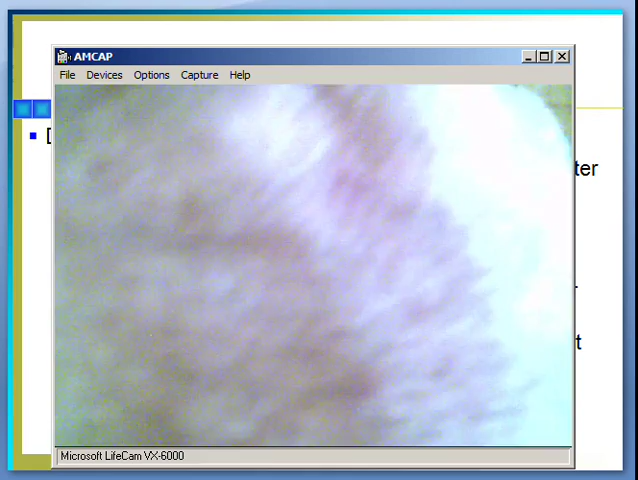 AMCAP
File Devices Options Capture Help
ter
t
Microsoft LifeCam VX-6000